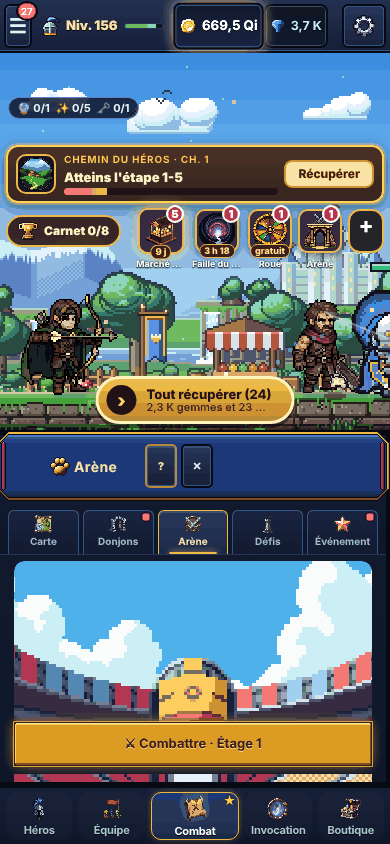 27
Niv. 156
669,5 Qi
3,7 K
0/1 0/5 0/1
CHEMIN DU HÉROS · CH. 1
Atteins l'étape 1-5
Récupérer
Carnet 0/8
5
9 j
Marché ...
1
3 h 18
Faille du ...
1
gratuit
Roue
1
Arène
+
Tout récupérer (24)
2,3 K gemmes et 23 ...
Arène
?
×
Carte
Donjons
Arène
Défis
Événement
⚔ Combattre · Étage 1
Héros
Équipe
Combat
Invocation
Boutique